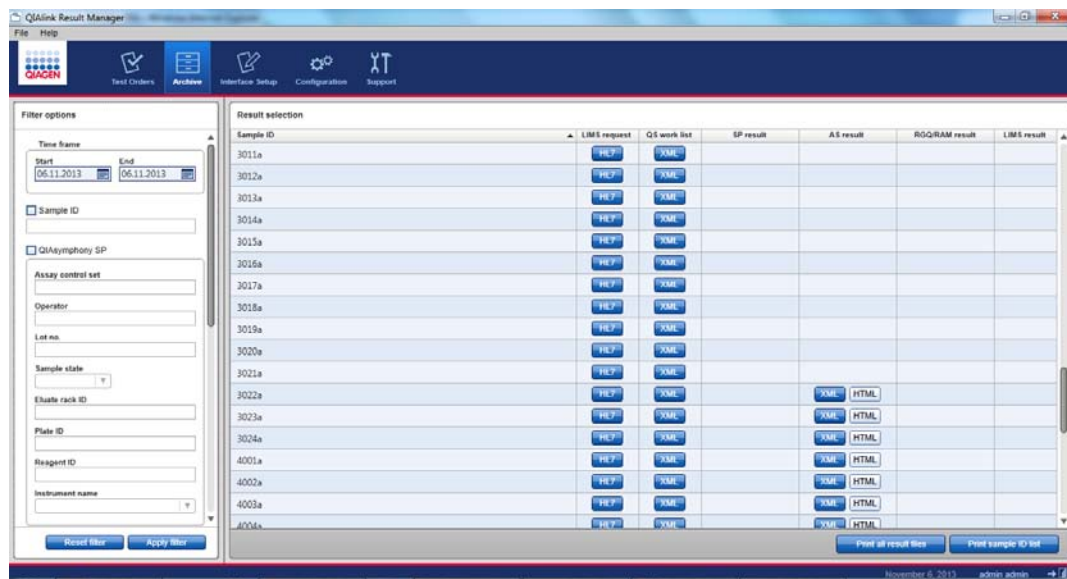 QIAlink Result Manager
File Help
QIAGEN
Test Orders Archive Interface Setup Configuration Support
Filter options
Time frame
Start End
06.11.2013 06.11.2013
Sample ID
QIAsymphony SP
Assay control set
Operator
Lot no.
Sample state
Eluate rack ID
Plate ID
Reagent ID
Instrument name
Reset filter Apply filter
Result selection
Sample ID LIMS request QS work list SP result AS result RGQ/RAM result LIMS result
3011a HL7 XML
3012a HL7 XML
3013a HL7 XML
3014a HL7 XML
3015a HL7 XML
3016a HL7 XML
3017a HL7 XML
3018a HL7 XML
3019a HL7 XML
3020a HL7 XML
3021a HL7 XML
3022a HL7 XML XML HTML
3023a HL7 XML XML HTML
3024a HL7 XML XML HTML
4001a HL7 XML XML HTML
4002a HL7 XML XML HTML
4003a HL7 XML XML HTML
4004a HL7 XML XML HTML
Print all result files Print sample ID list
November 6, 2013 admin admin